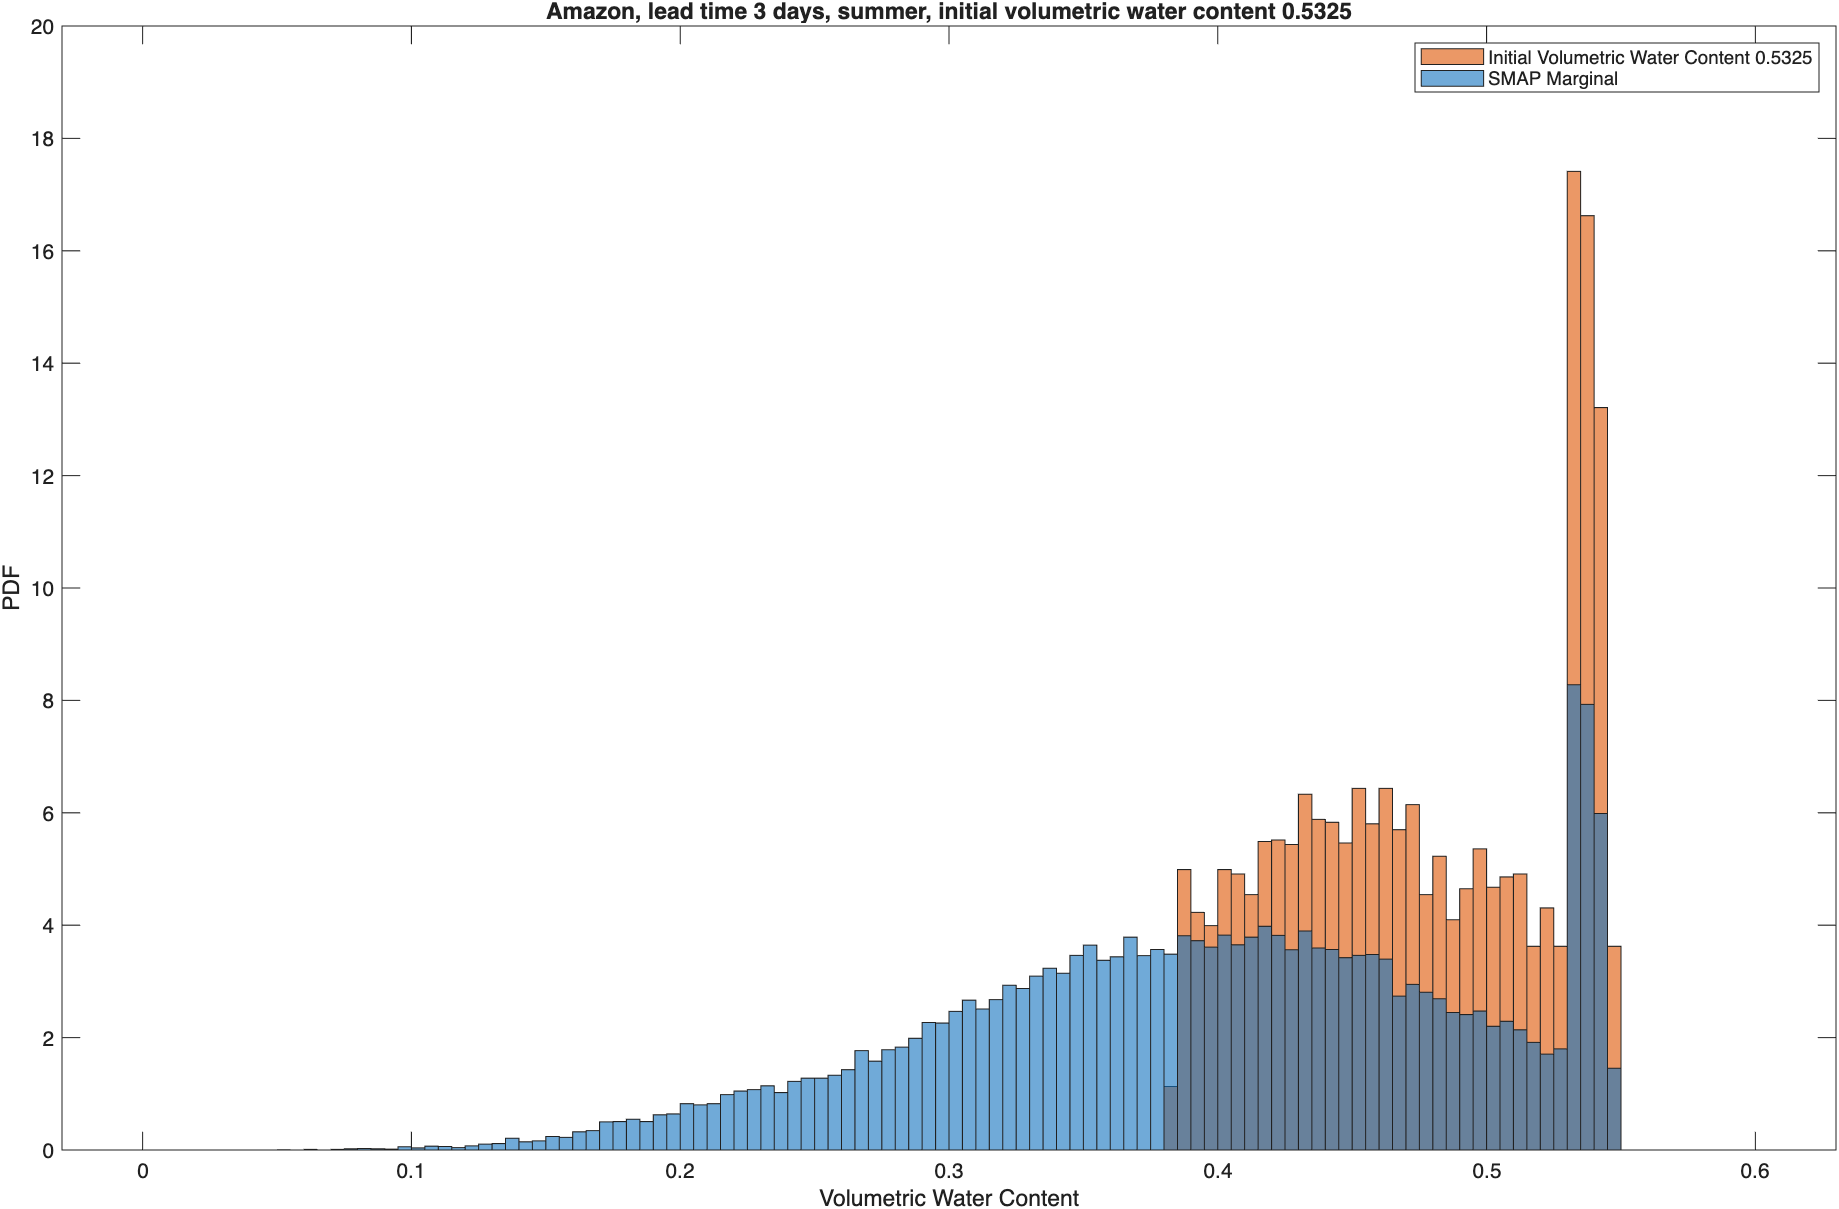 Amazon, lead time 3 days, summer, initial volumetric water content 0.5325
Initial Volumetric Water Content 0.5325
SMAP Marginal
20
18
16
14
12
10
8
6
4
2
0
PDF
0 0.1 0.2 0.3 0.4 0.5 0.6
Volumetric Water Content